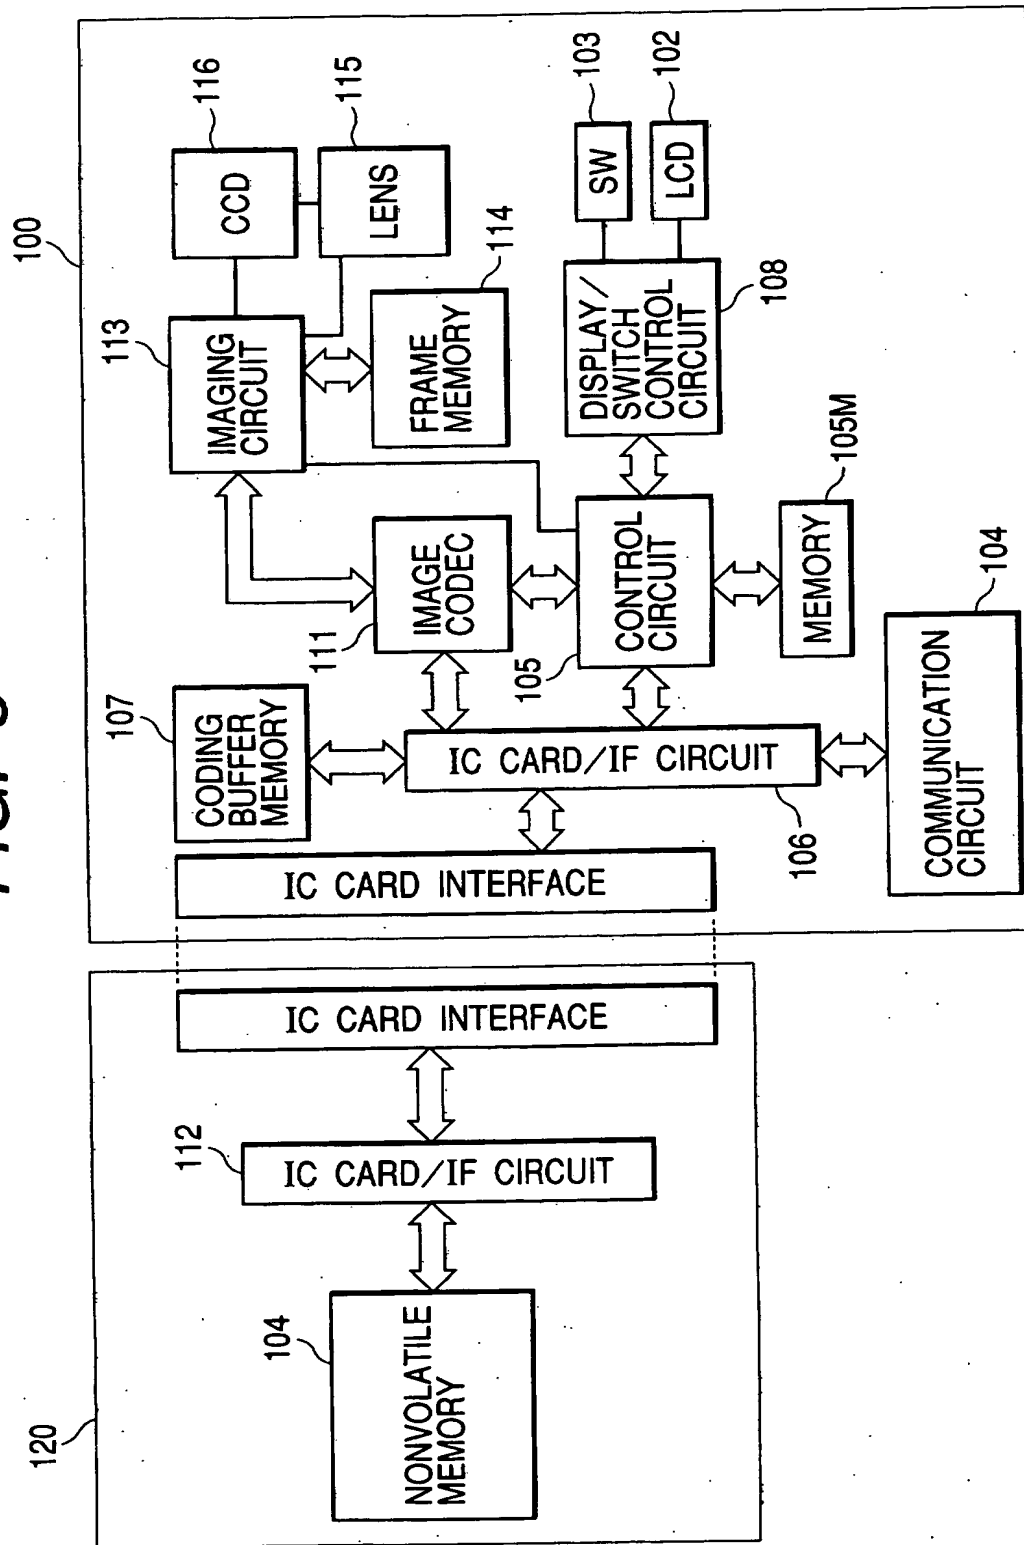 FIG.
120
100
107
113
116
CODING
BUFFER
MEMORY
IMAGING
CIRCUIT
CCD
112
104
NONVOLATILE
MEMORY
IC CARD/IF CIRCUIT
IC CARD INTERFACE
IC CARD INTERFACE
111
IMAGE
CODEC
115
LENS
114
FRAME
MEMORY
IC CARD/IF CIRCUIT
106
105
CONTROL
CIRCUIT
DISPLAY/
SWITCH
CONTROL
CIRCUIT
108
103
SW
102
LCD
MEMORY
105M
COMMUNICATION
CIRCUIT
104